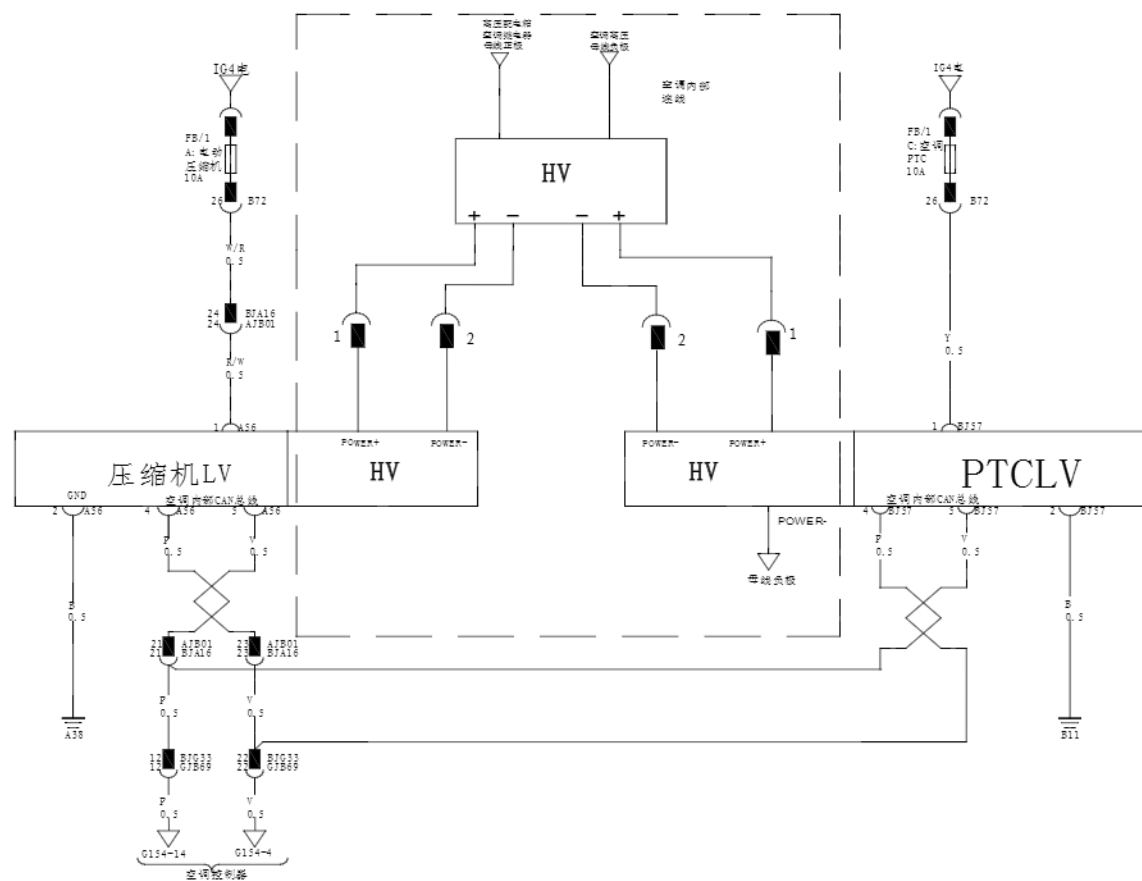 高压配电箱
空调继电器
母线正极
空调高压
母线负极
IG4电
空调内部
连线
IG4电
FB/1
A:电动
压缩机
10A
26 B72
HV
+ − − +
FB/1
C:空调
PTC
10A
26 B72
W/R
0.5
24 BJA16
24 AJB01
R/W
0.5
1 2 2 1
Y
0.5
1 A56
1 BJ57
POWER+ POWER-
POWER- POWER+
压缩机LV
HV
HV
PTCLV
GND
空调内部CAN总线
空调内部CAN总线
2 A56
4 A56
5 A56
POWER-
4 BJ57
5 BJ57
2 BJ57
P
0.5
V
0.5
P
0.5
V
0.5
母线负极
B
0.5
B
0.5
21 AJB01
21 BJA16
23 AJB01
23 BJA16
P
0.5
V
0.5
A38
B11
12 BJG33
12 GJB69
22 BJG33
22 GJB69
P
0.5
V
0.5
G154-14
G154-4
空调控制器